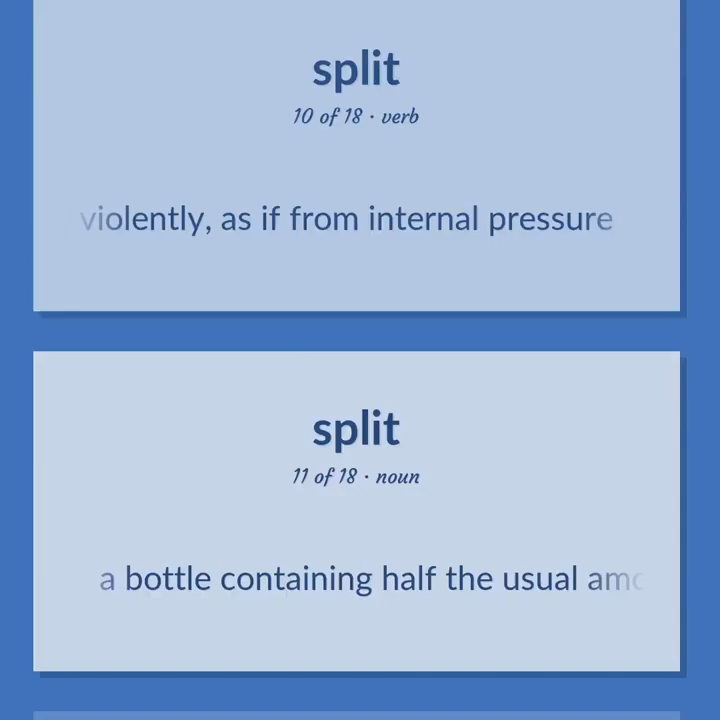 split
10 of 18 · verb
violently, as if from internal pressure
split
11 of 18 · noun
a bottle containing half the usual